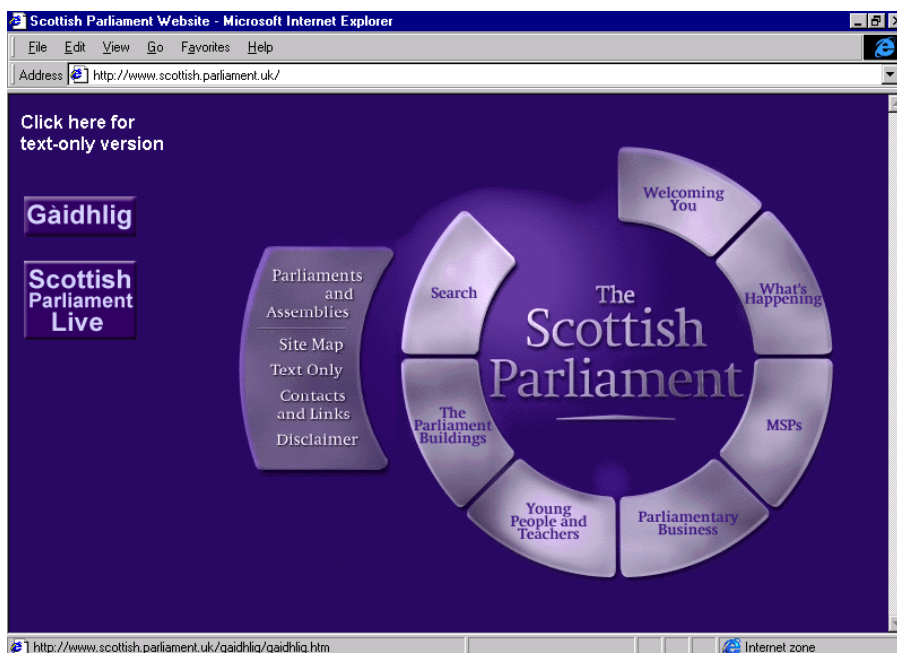 Scottish Parliament Website - Microsoft Internet Explorer
File Edit View Go Favorites Help
Address http://www.scottish.parliament.uk/
Click here for
text-only version
Gàidhlig
Scottish
Parliament
Live
Parliaments
and
Assemblies
Site Map
Text Only
Contacts
and Links
Disclaimer
Search
The
Parliament
Buildings
Young
People and
Teachers
Parliamentary
Business
MSPs
What's
Happening
Welcoming
You
The
Scottish
Parliament
http://www.scottish.parliament.uk/gaidhlig/gaidhlig.htm
Internet zone